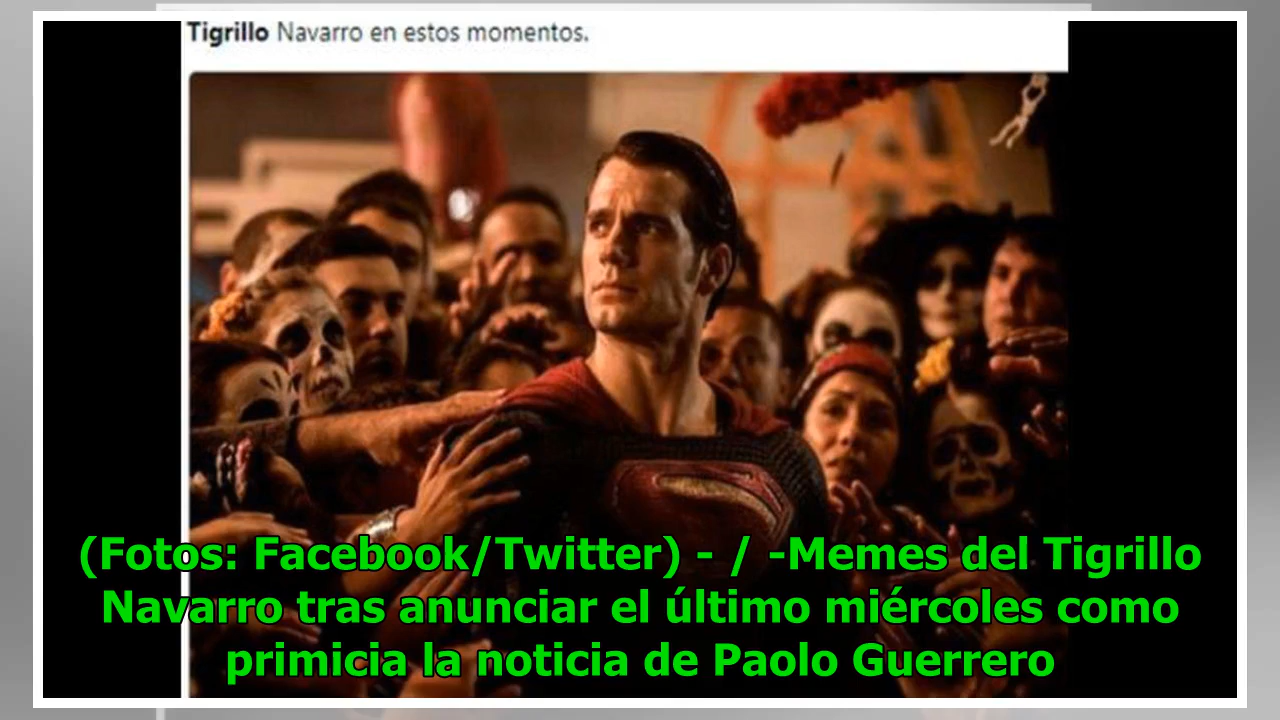 Tigrillo Navarro en estos momentos.
(Fotos: Facebook/Twitter) - / -Memes del Tigrillo
Navarro tras anunciar el último miércoles como
primicia la noticia de Paolo Guerrero